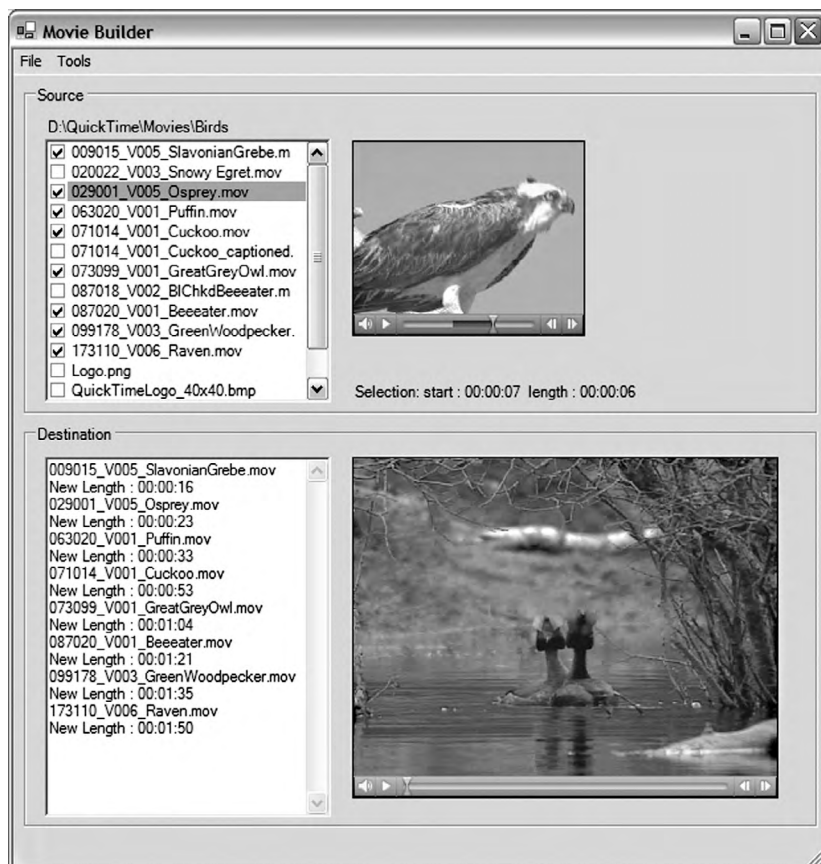 Movie Builder
File Tools
Source
D:\QuickTime\Movies\Birds
009015_V005_SlavonianGrebe.m
020022_V003_Snowy Egret.mov
029001_V005_Osprey.mov
063020_V001_Puffin.mov
071014_V001_Cuckoo.mov
071014_V001_Cuckoo_captioned.
073099_V001_GreatGreyOwl.mov
087018_V002_BlChkdBeeeater.m
087020_V001_Beeeater.mov
099178_V003_GreenWoodpecker.
173110_V006_Raven.mov
Logo.png
QuickTimeLogo_40x40.bmp
Selection: start : 00:00:07 length : 00:00:06
Destination
009015_V005_SlavonianGrebe.mov
New Length : 00:00:16
029001_V005_Osprey.mov
New Length : 00:00:23
063020_V001_Puffin.mov
New Length : 00:00:33
071014_V001_Cuckoo.mov
New Length : 00:00:53
073099_V001_GreatGreyOwl.mov
New Length : 00:01:04
087020_V001_Beeeater.mov
New Length : 00:01:21
099178_V003_GreenWoodpecker.mov
New Length : 00:01:35
173110_V006_Raven.mov
New Length : 00:01:50